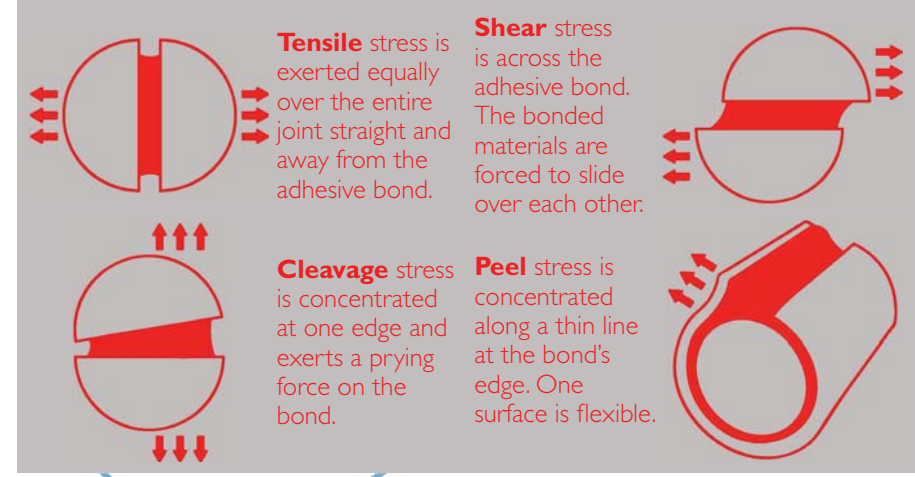 Tensile stress is
exerted equally
over the entire
joint straight and
away from the
adhesive bond.
Shear stress
is across the
adhesive bond.
The bonded
materials are
forced to slide
over each other.
Cleavage stress
is concentrated
at one edge and
exerts a prying
force on the
bond.
Peel stress is
concentrated
along a thin line
at the bond's
edge. One
surface is flexible.